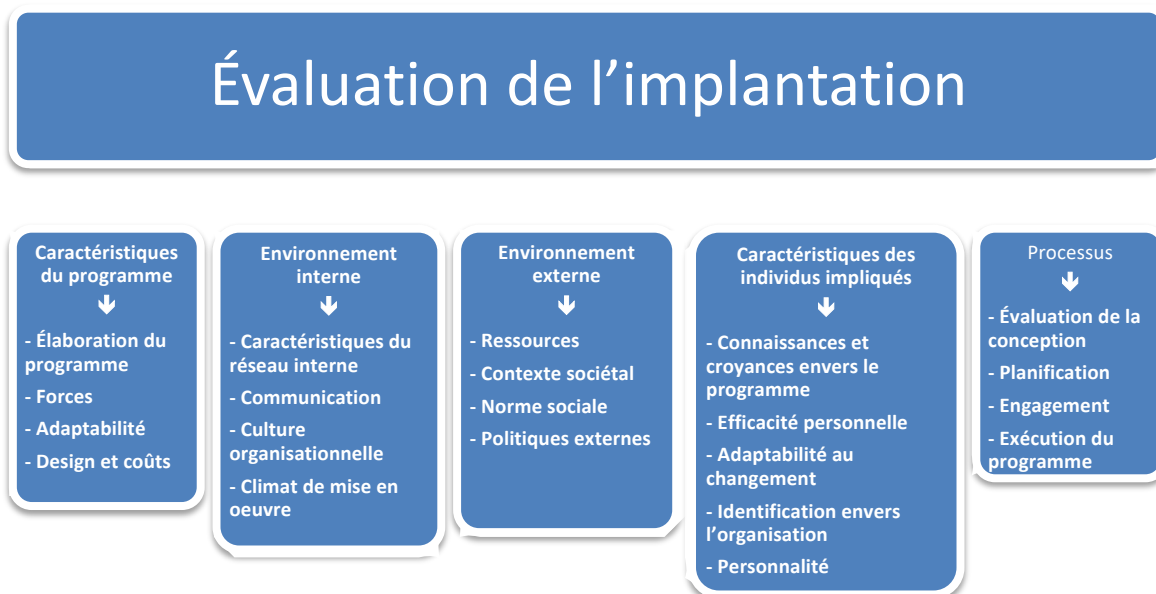 Évaluation de l’implantation
Caractéristiques
du programme
- Élaboration du
programme
- Forces
- Adaptabilité
- Design et coûts
Environnement
interne
- Caractéristiques du
réseau interne
- Communication
- Culture
organisationnelle
- Climat de mise en
oeuvre
Environnement
externe
- Ressources
- Contexte sociétal
- Norme sociale
- Politiques externes
Caractéristiques des
individus impliqués
- Connaissances et
croyances envers le
programme
- Efficacité personnelle
- Adaptabilité au
changement
- Identification envers
l’organisation
- Personnalité
Processus
- Évaluation de la
conception
- Planification
- Engagement
- Exécution du
programme